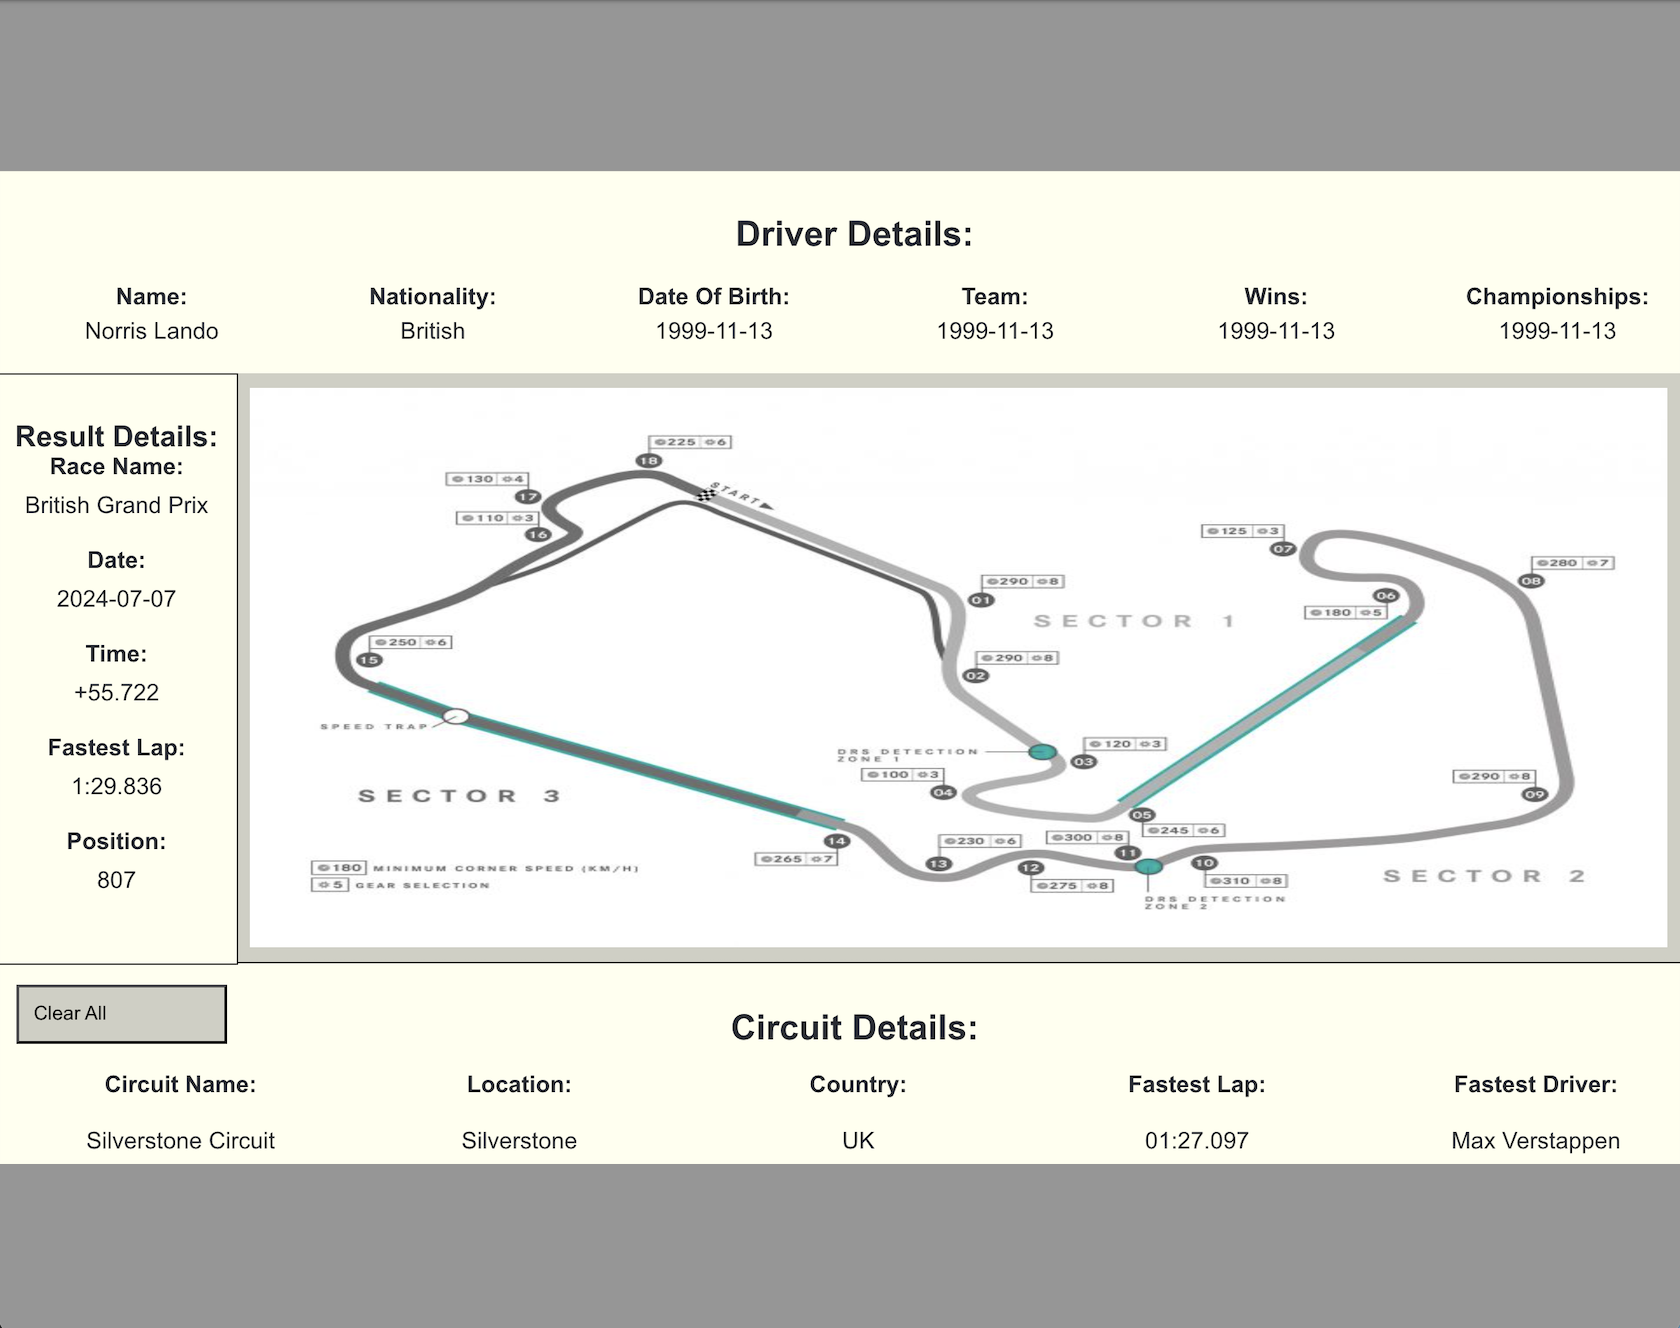 Driver Details:
Name: Nationality: Date Of Birth: Team: Wins: Championships:
Norris Lando British 1999-11-13 1999-11-13 1999-11-13 1999-11-13
Result Details:
Race Name:
British Grand Prix
Date:
2024-07-07
Time:
+55.722
Fastest Lap:
1:29.836
Position:
807
225 6
18
130 4
17
START
110 3
16
125 3
07
280 7
08
290 8
01
06
180 5
SECTOR 1
250 6
15
290 8
02
SPEED TRAP
DRS DETECTION
ZONE 1
120 3
03
100 3
04
290 8
09
SECTOR 3
05
245 6
300 8
11
230 6
13
14
265 7
12
275 8
10
310 8
SECTOR 2
DRS DETECTION
ZONE 2
180 MINIMUM CORNER SPEED (KM/H)
5 GEAR SELECTION
Clear All
Circuit Details:
Circuit Name: Location: Country: Fastest Lap: Fastest Driver:
Silverstone Circuit Silverstone UK 01:27.097 Max Verstappen